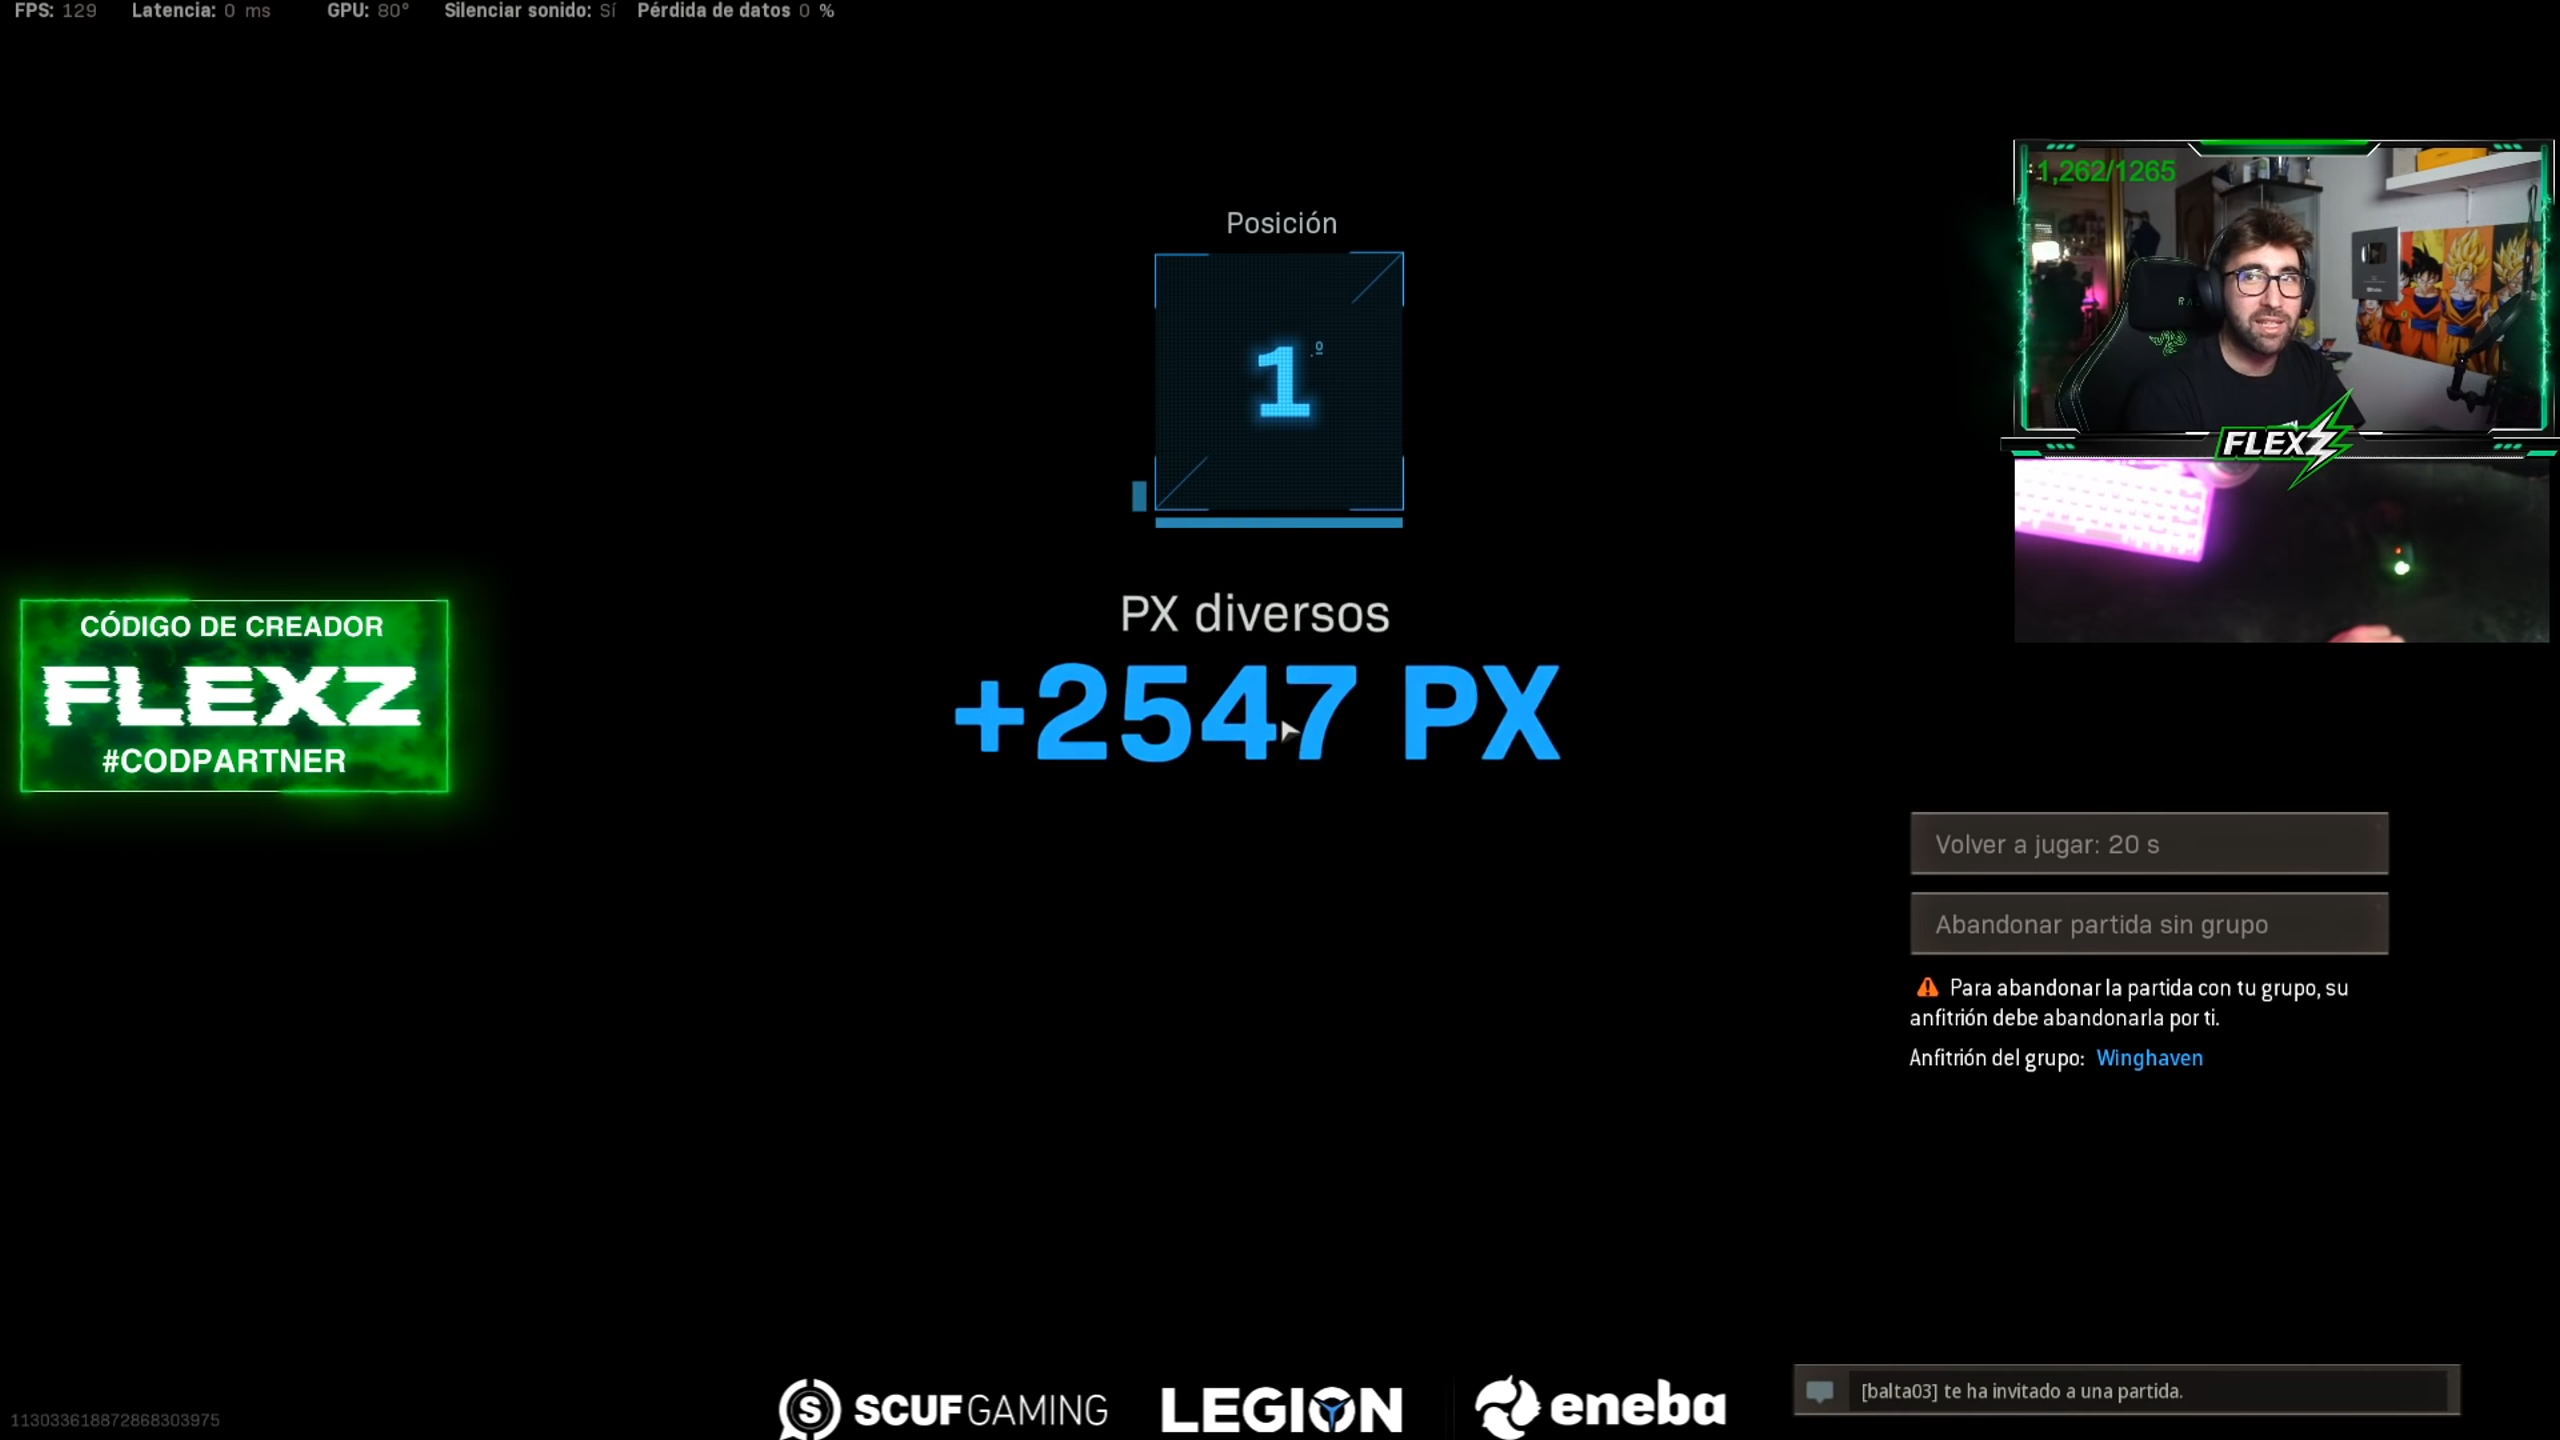 FPS: 129 Latencia: 0 ms GPU: 80° Silenciar sonido: Sí Pérdida de datos 0 %
1,262/1265
Posición
1.º
FLEXZ
PX diversos
+2547 PX
CÓDIGO DE CREADOR
FLEXZ
#CODPARTNER
Volver a jugar: 20 s
Abandonar partida sin grupo
Para abandonar la partida con tu grupo, su
anfitrión debe abandonarla por ti.
Anfitrión del grupo: Winghaven
SCUF GAMING LEGION eneba
[balta03] te ha invitado a una partida.
113033618872868303975